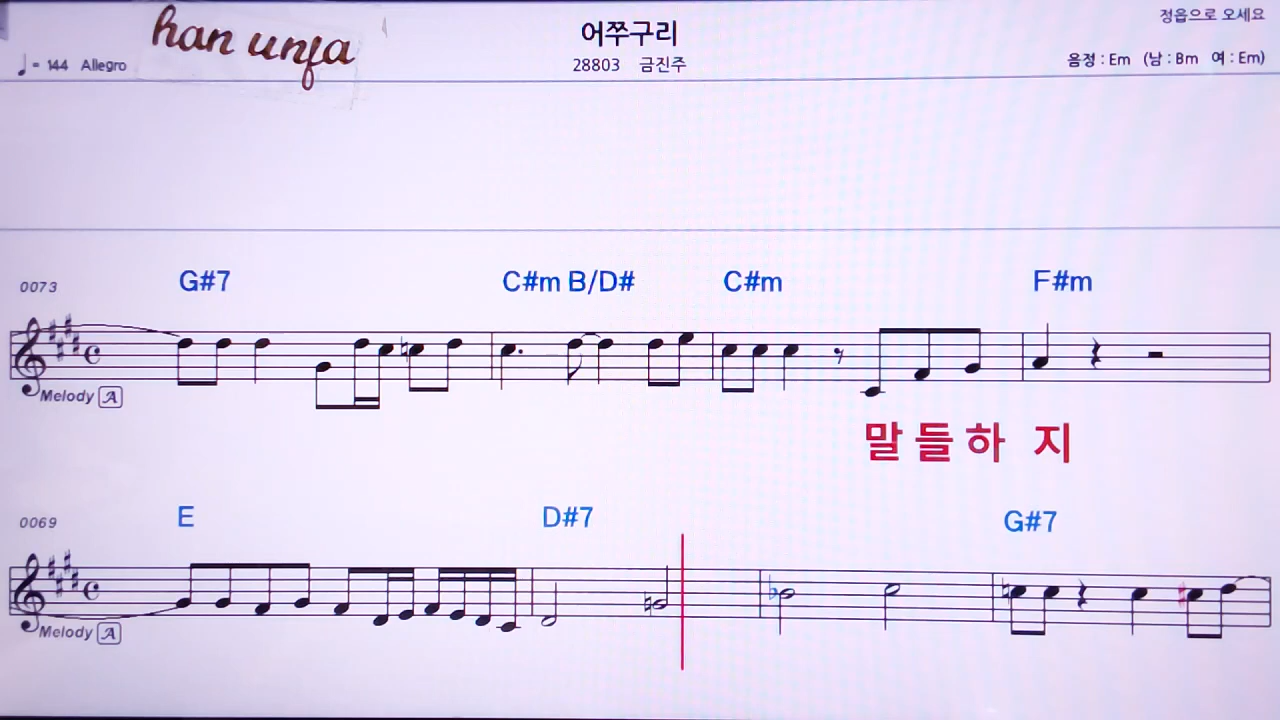 han unja
어쭈구리
정읍으로 오세요
♩= 144 Allegro
28803 금진주
음정 : Em (남 : Bm 여 : Em)
0073
G#7 C#m B/D# C#m F#m
Melody A
말 들 하 지
0069
E D#7 G#7
Melody A